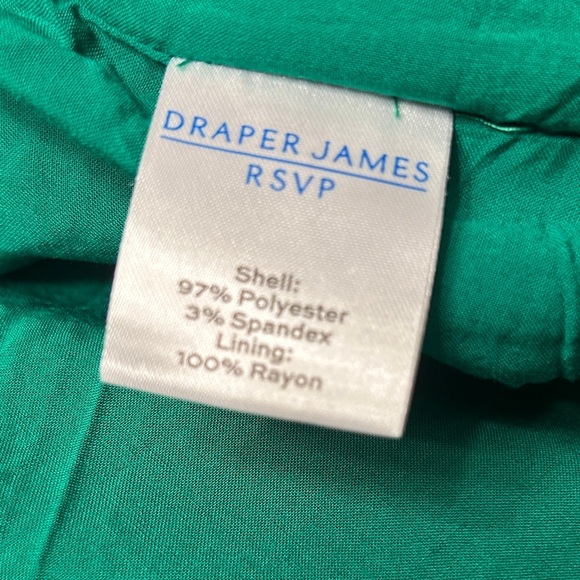 DRAPER JAMES
RSVP
Shell:
97% Polyester
3% Spandex
Lining:
100% Rayon